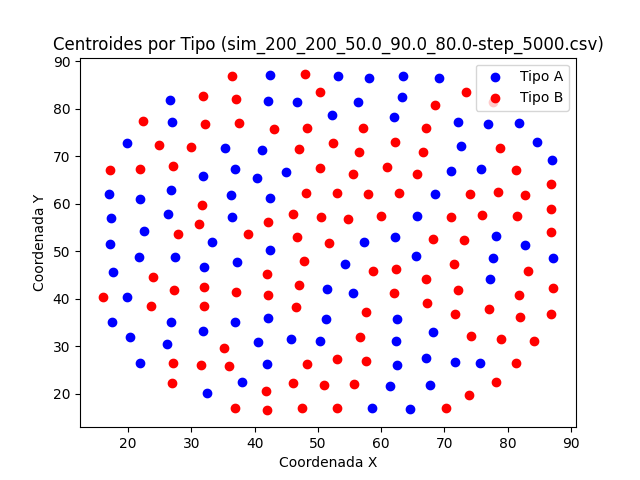 Centroides por Tipo (sim_200_200_50.0_90.0_80.0-step_5000.csv)
Tipo A
Tipo B
90
80
70
60
50
40
30
20
Coordenada Y
20 30 40 50 60 70 80 90
Coordenada X